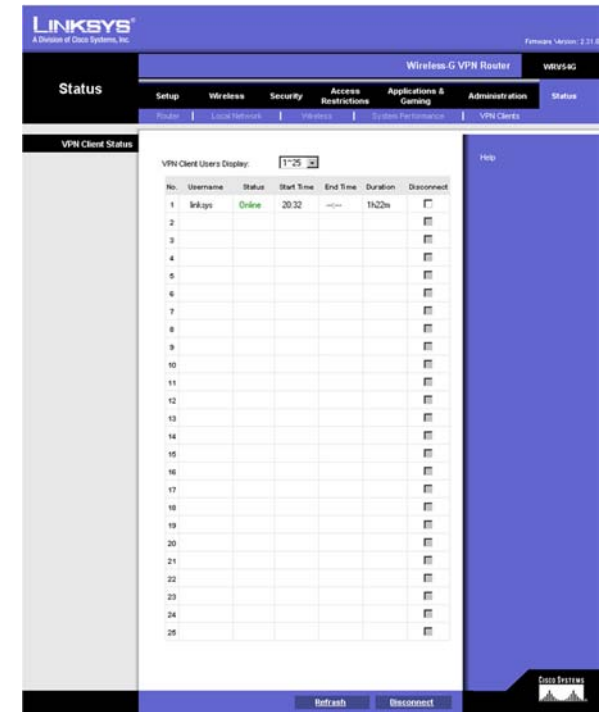 LINKSYS®
A Division of Cisco Systems, Inc.
Firmware Version: 2.31.6
Wireless-G VPN Router WRV54G
Status
Setup Wireless Security Access Restrictions Applications & Gaming Administration Status
Router | Local Network | Wireless | System Performance | VPN Clients
VPN Client Status
Help
VPN Client Users Display: 1~25
No. Username Status Start Time End Time Duration Disconnect
1 linksys Online 20:32 --:-- 1h22m
2
3
4
5
6
7
8
9
10
11
12
13
14
15
16
17
18
19
20
21
22
23
24
25
CISCO SYSTEMS
Refrash Disconnect